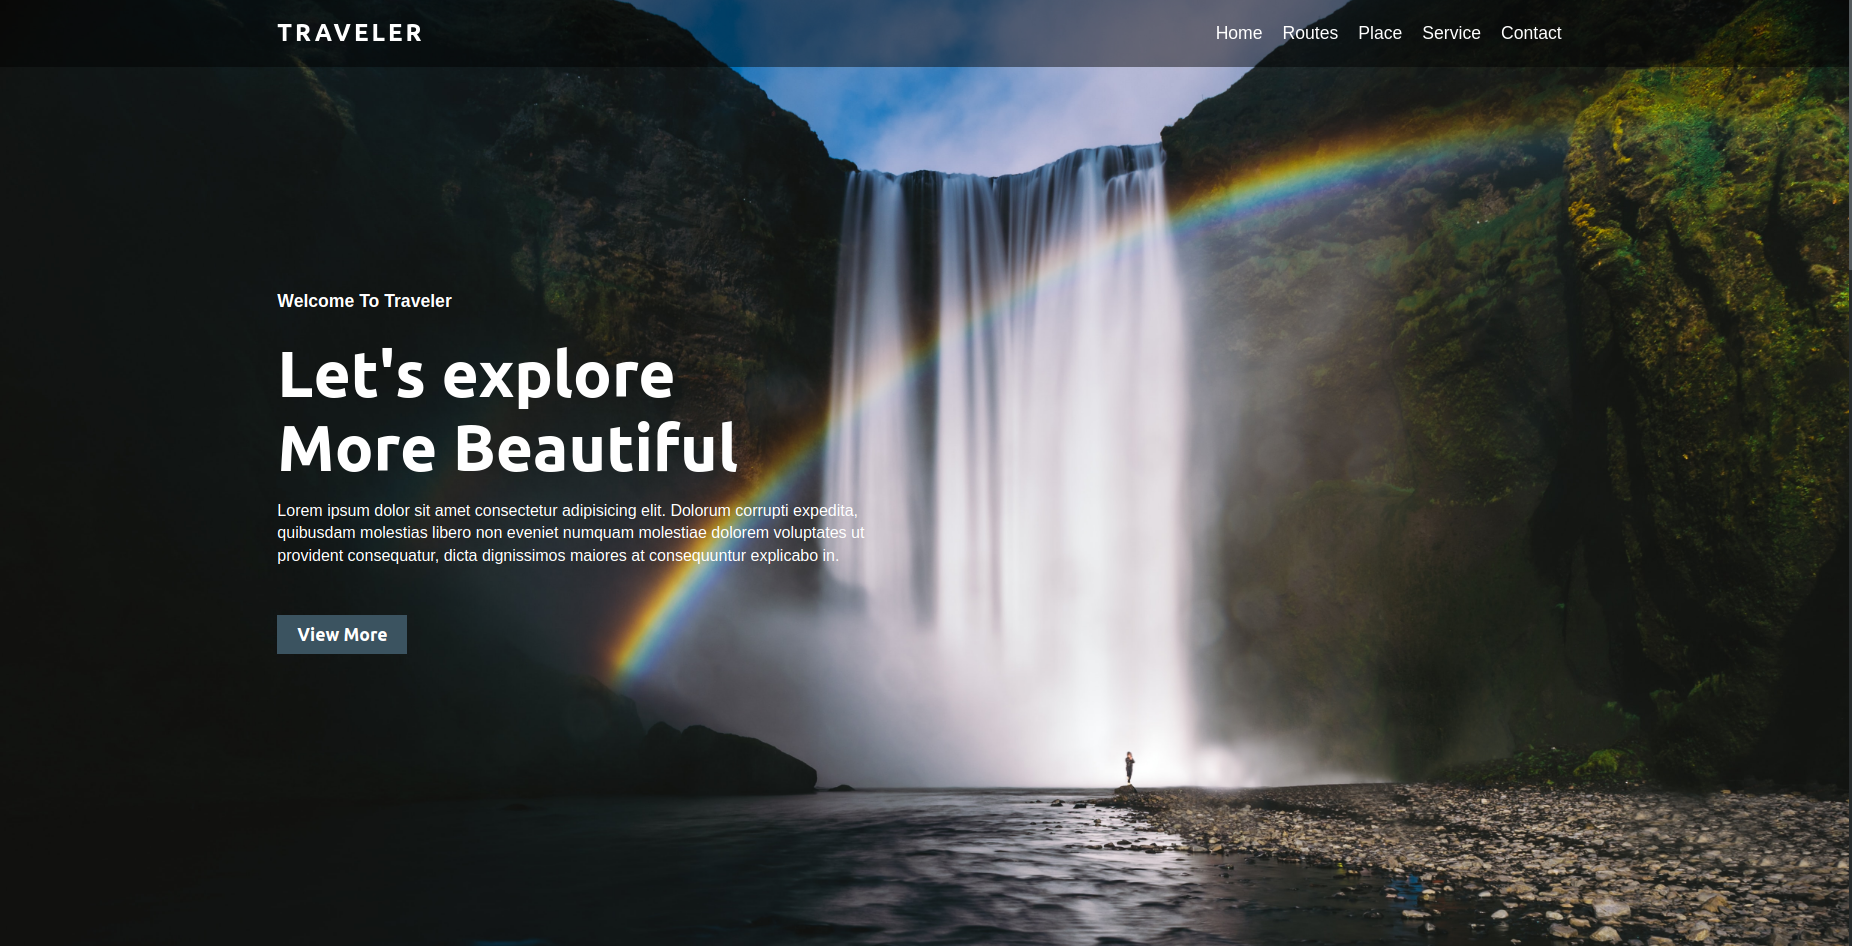 TRAVELER
Home Routes Place Service Contact
Welcome To Traveler
Let's explore
More Beautiful
Lorem ipsum dolor sit amet consectetur adipisicing elit. Dolorum corrupti expedita,
quibusdam molestias libero non eveniet numquam molestiae dolorem voluptates ut
provident consequatur, dicta dignissimos maiores at consequuntur explicabo in.
View More